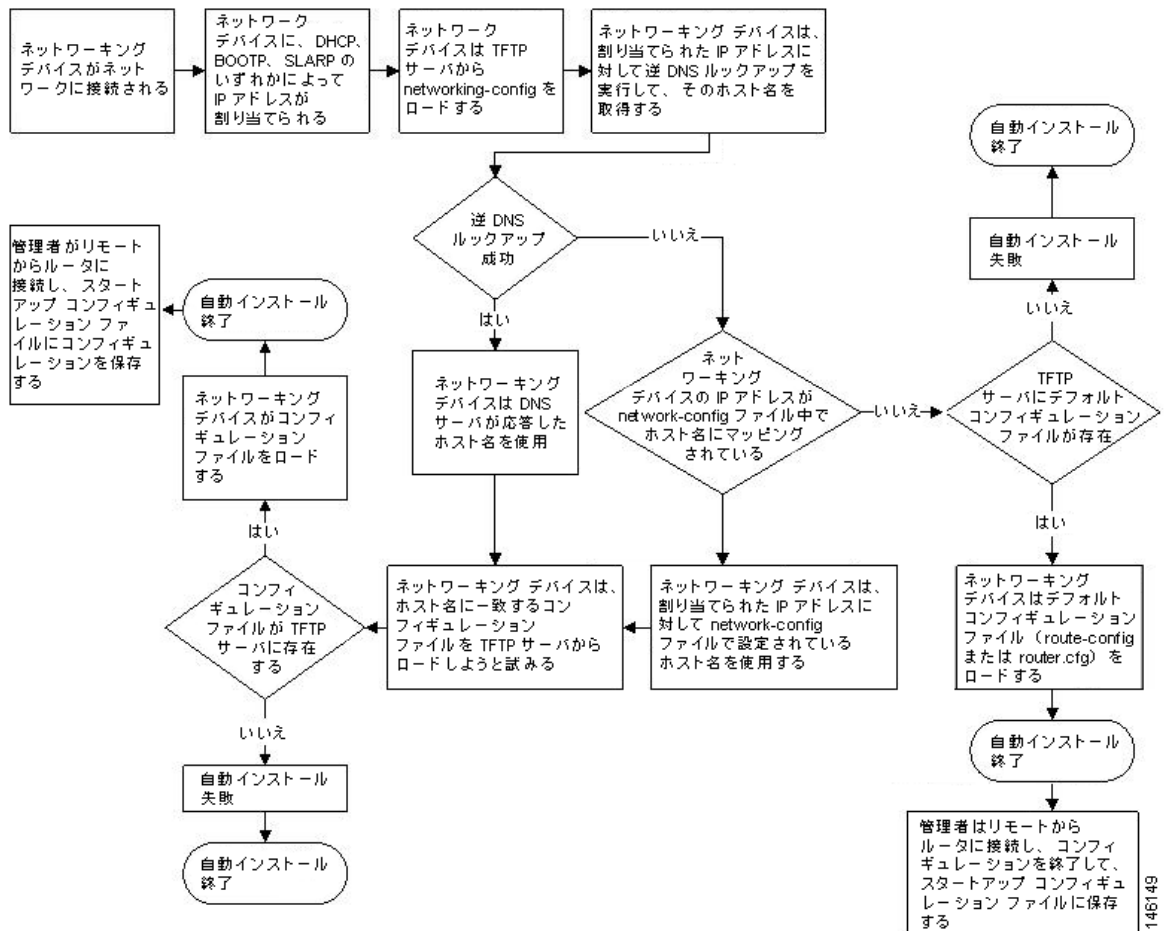 ネットワーキング
デバイスがネット
ワークに接続される
ネットワーク
デバイスに、DHCP、
BOOTP、SLARP の
いずれかによって
IP アドレスが
割り当てられる
ネットワーク
デバイスは TFTP
サーバから
networking-config を
ロードする
ネットワーキング デバイスは、
割り当てられた IP アドレスに
対して逆 DNS ルックアップを
実行して、そのホスト名を
取得する
逆 DNS
ルックアップ
成功
いいえ
はい
自動インストール
終了
自動インストール
失敗
いいえ
管理者がリモート
からルータに
接続し、スタート
アップ コンフィギュ
レーション ファ
イルにコンフィギュ
レーションを保存
する
自動インストール
終了
ネットワーキング
デバイスがコンフィ
ギュレーション
ファイルをロード
する
はい
ネットワーキング
デバイスは DNS
サーバが応答した
ホスト名を使用
ネット
ワーキング
デバイスの IP アドレスが
network-config ファイル中で
ホスト名にマッピング
されている
いいえ
TFTP
サーバにデフォルト
コンフィギュレーション
ファイルが存在
はい
コンフィ
ギュレーション
ファイルが TFTP
サーバに存在
する
ネットワーキング デバイスは、
ホスト名に一致するコン
フィギュレーション
ファイルを TFTP サーバから
ロードしようと試みる
ネットワーキング デバイスは、
割り当てられた IP アドレスに
対して network-config
ファイルで設定されている
ホスト名を使用する
ネットワーキング
デバイスはデフォルト
コンフィギュレーション
ファイル（route-config
または router.cfg）を
ロードする
いいえ
自動インストール
失敗
自動インストール
終了
自動インストール
終了
管理者はリモートから
ルータに接続し、コンフィ
ギュレーションを終了して、
スタートアップ コンフィギュ
レーション ファイルに保存
する
146149